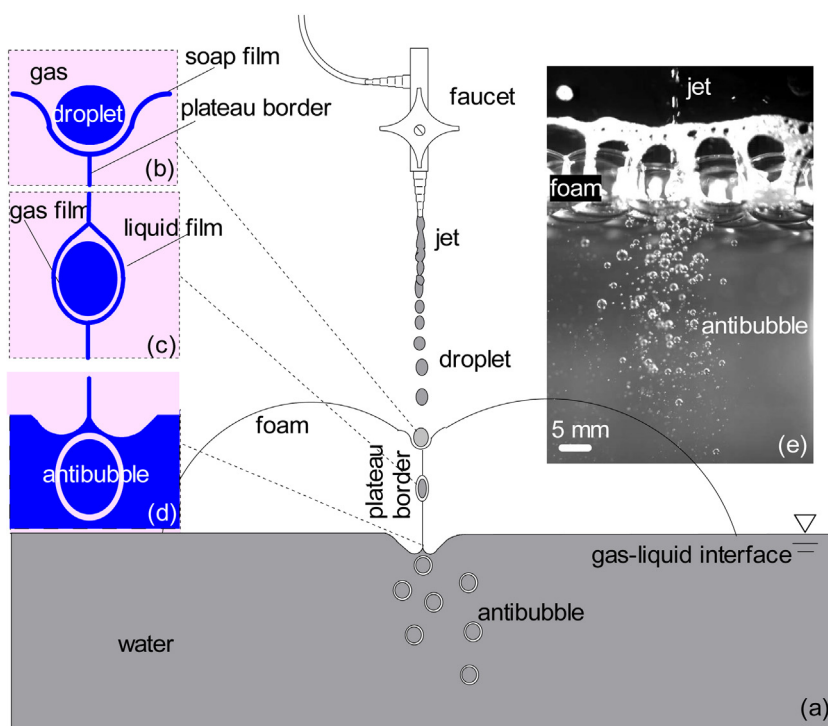 gas
soap film
droplet
plateau border
(b)
gas film
liquid film
(c)
antibubble
(d)
faucet
jet
droplet
foam
plateau
border
gas-liquid interface
antibubble
water
(a)
jet
foam
antibubble
5 mm
(e)